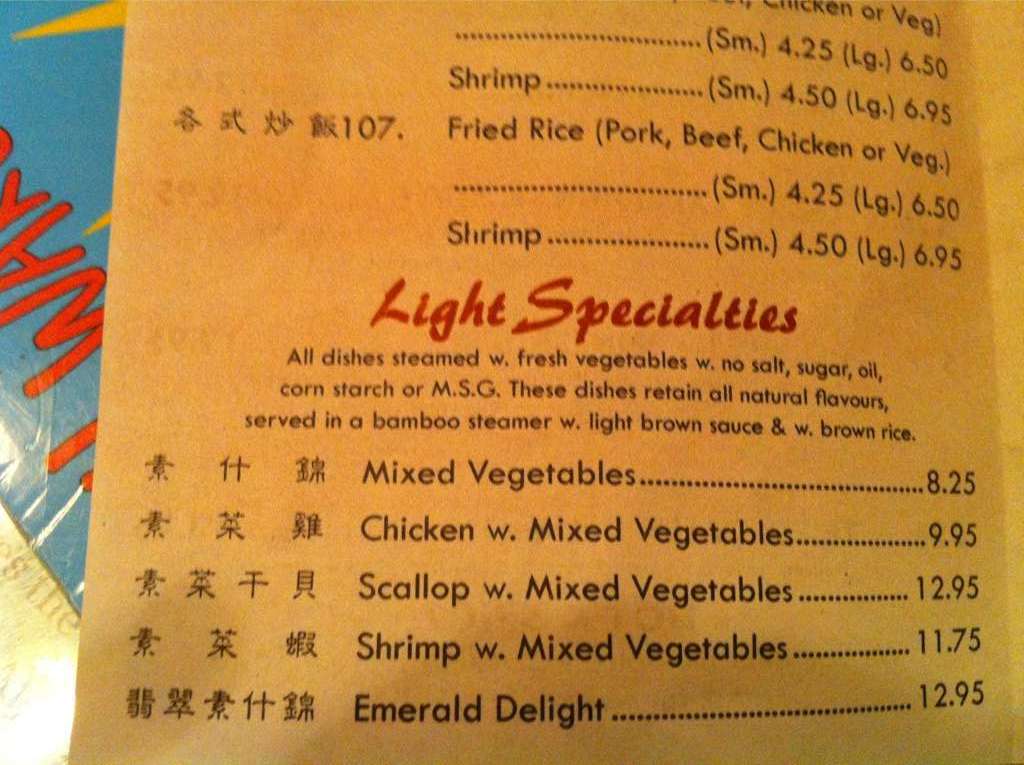 Chicken or Veg)
(Sm.) 4.25 (Lg.) 6.50
Shrimp (Sm.) 4.50 (Lg.) 6.95
各式炒飯107. Fried Rice (Pork, Beef, Chicken or Veg.)
(Sm.) 4.25 (Lg.) 6.50
Shrimp (Sm.) 4.50 (Lg.) 6.95
Light Specialties
All dishes steamed w. fresh vegetables w. no salt, sugar, oil,
corn starch or M.S.G. These dishes retain all natural flavours,
served in a bamboo steamer w. light brown sauce & w. brown rice.
素什錦 Mixed Vegetables 8.25
素菜雞 Chicken w. Mixed Vegetables 9.95
素菜干貝 Scallop w. Mixed Vegetables 12.95
素菜蝦 Shrimp w. Mixed Vegetables 11.75
翡翠素什錦 Emerald Delight 12.95